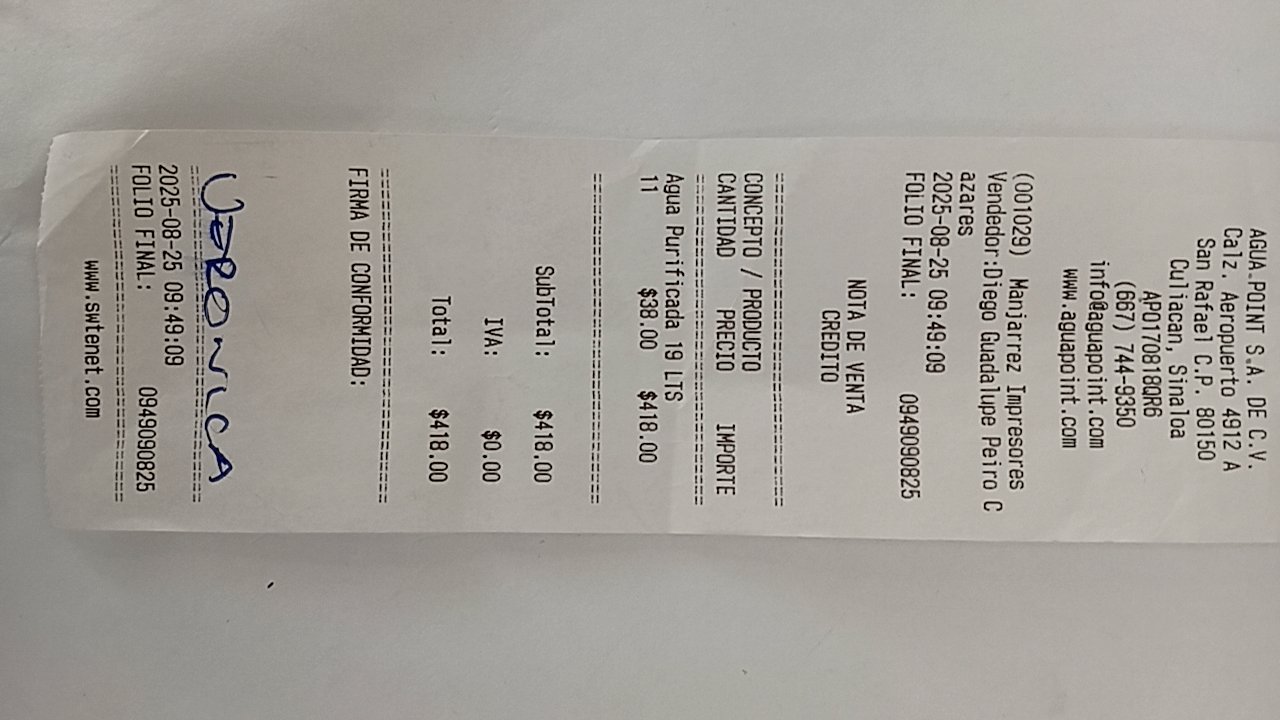 AGUA POINT S.A. DE C.V.
Calz. Aeropuerto 4912 A
San Rafael C.P. 80150
Culiacan, Sinaloa
APO170818QR6
(667) 744-9350
info@aguapoint.com
www.aguapoint.com
(001029) Manjarrez Impresores
Vendedor:Diego Guadalupe Peiro C
azares
2025-08-25 09:49:09
FOLIO FINAL: 0949090825
NOTA DE VENTA
CREDITO
================================
CONCEPTO / PRODUCTO
CANTIDAD PRECIO IMPORTE
================================
Agua Purificada 19 LTS
11 $38.00 $418.00
================================
SubTotal: $418.00
IVA: $0.00
Total: $418.00
================================
FIRMA DE CONFORMIDAD:
VERONICA
================================
2025-08-25 09:49:09
FOLIO FINAL: 0949090825
================================
www.swtenet.com